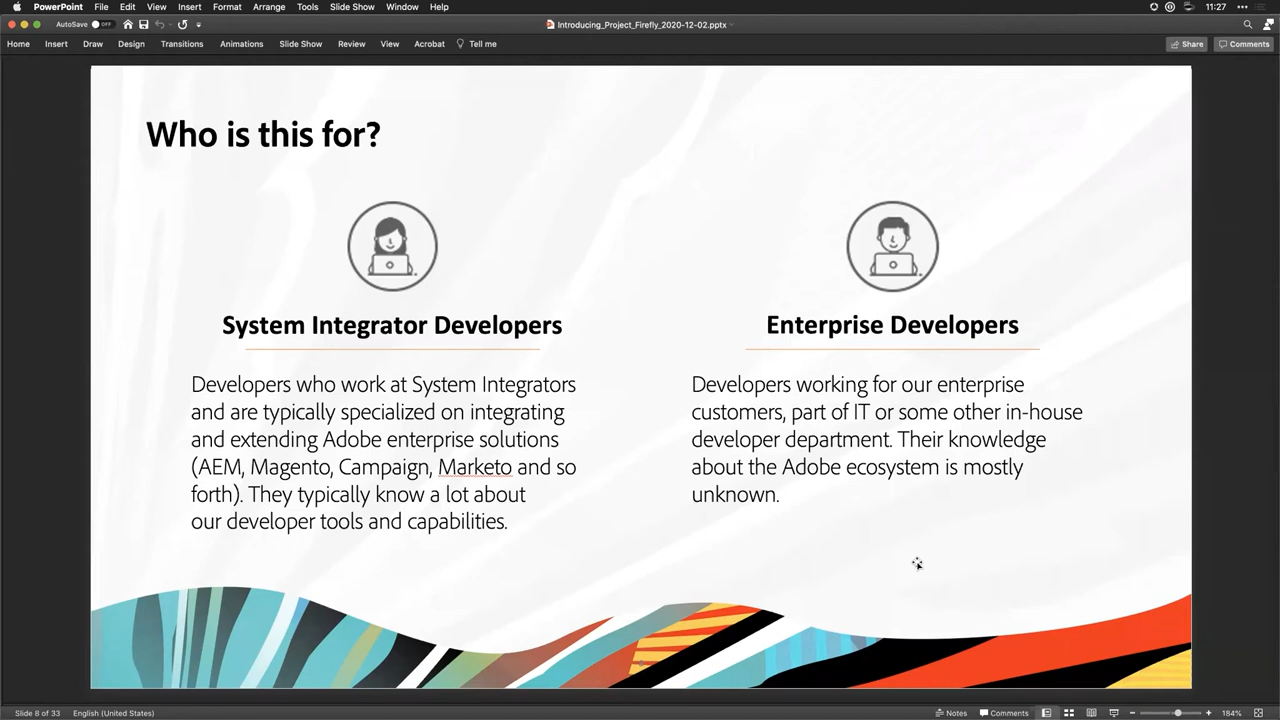 PowerPoint File Edit View Insert Format Arrange Tools Slide Show Window Help 11:27
AutoSave OFF Introducing_Project_Firefly_2020-12-02.pptx
Home Insert Draw Design Transitions Animations Slide Show Review View Acrobat Tell me Share Comments
Who is this for?
System Integrator Developers
Developers who work at System Integrators
and are typically specialized on integrating
and extending Adobe enterprise solutions
(AEM, Magento, Campaign, Marketo and so
forth). They typically know a lot about
our developer tools and capabilities.
Enterprise Developers
Developers working for our enterprise
customers, part of IT or some other in-house
developer department. Their knowledge
about the Adobe ecosystem is mostly
unknown.
Slide 8 of 33 English (United States) Notes Comments 184%